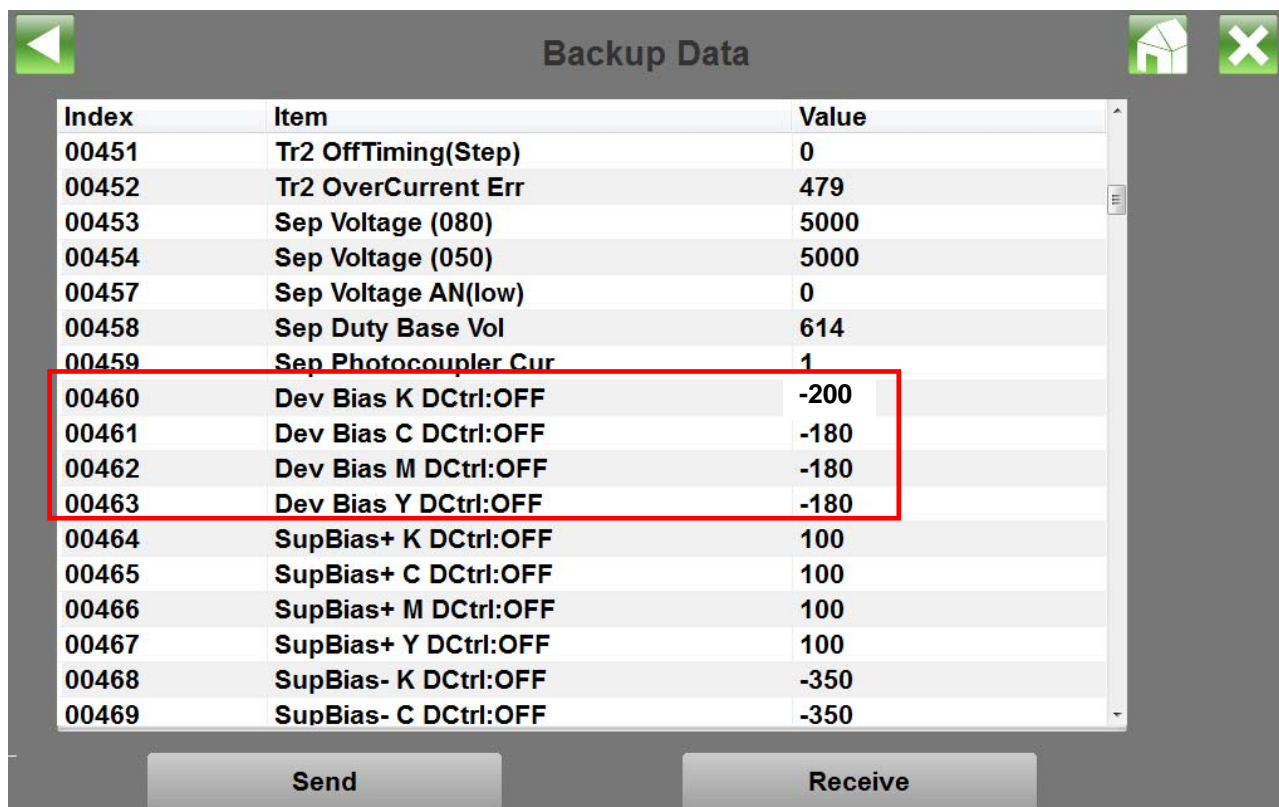 Backup Data
Index Item Value
00451 Tr2 OffTiming(Step) 0
00452 Tr2 OverCurrent Err 479
00453 Sep Voltage (080) 5000
00454 Sep Voltage (050) 5000
00457 Sep Voltage AN(low) 0
00458 Sep Duty Base Vol 614
00459 Sep Photocoupler Cur 1
00460 Dev Bias K DCtrl:OFF -200
00461 Dev Bias C DCtrl:OFF -180
00462 Dev Bias M DCtrl:OFF -180
00463 Dev Bias Y DCtrl:OFF -180
00464 SupBias+ K DCtrl:OFF 100
00465 SupBias+ C DCtrl:OFF 100
00466 SupBias+ M DCtrl:OFF 100
00467 SupBias+ Y DCtrl:OFF 100
00468 SupBias- K DCtrl:OFF -350
00469 SupBias- C DCtrl:OFF -350
Send Receive